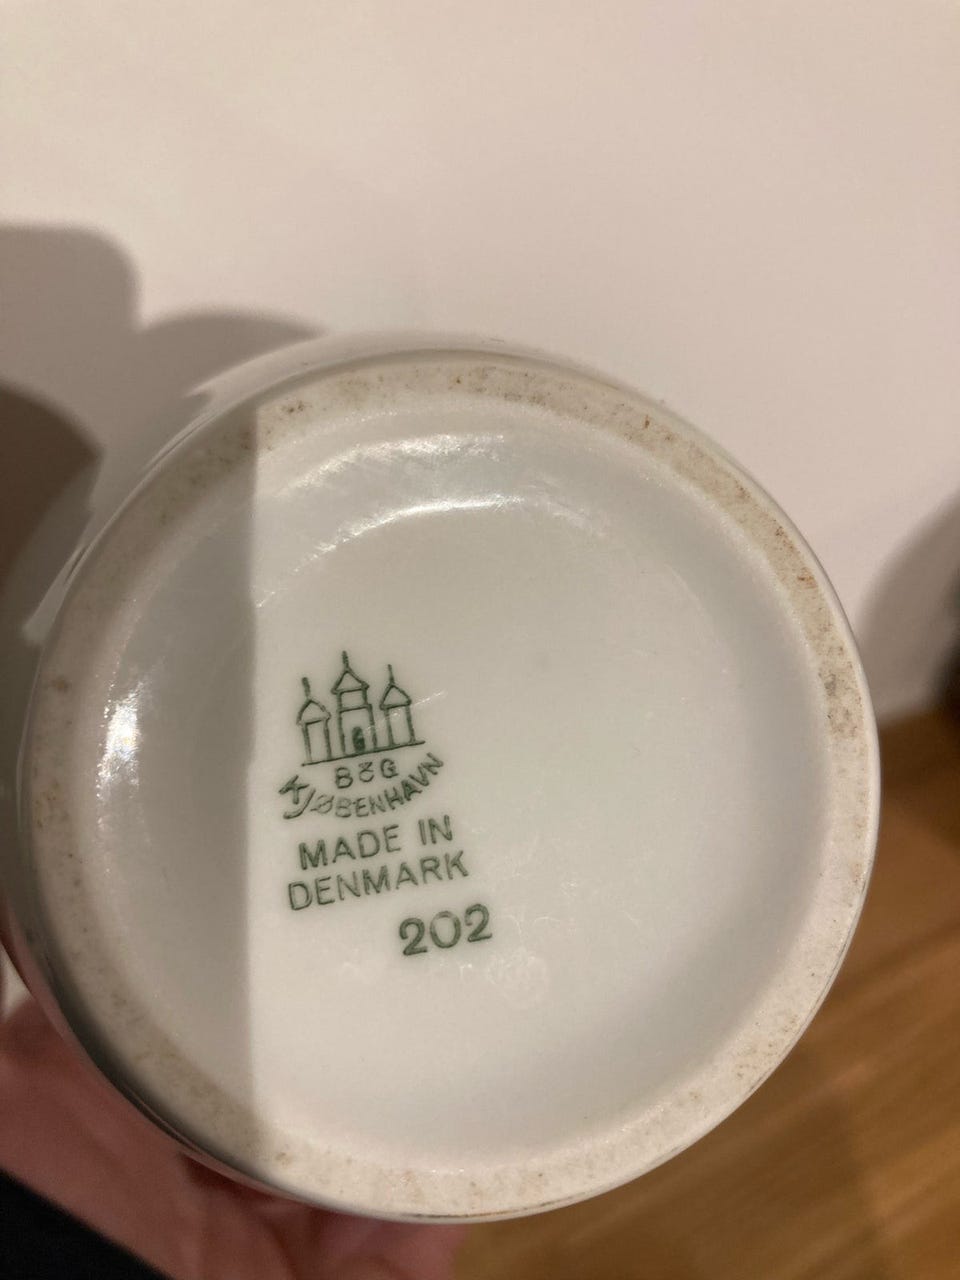 G
B&G
KJØBENHAVN
MADE IN
DENMARK
202